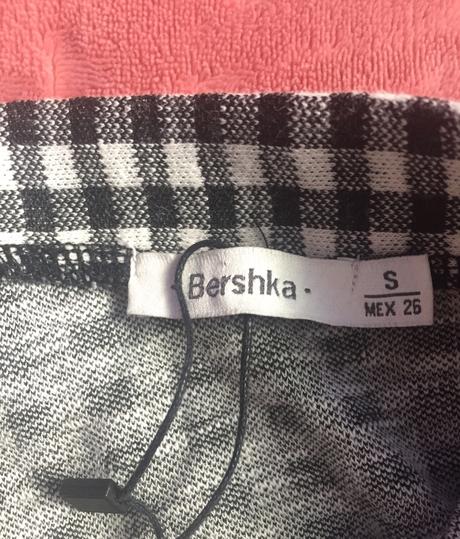 · Bershka ·
S
MEX 26